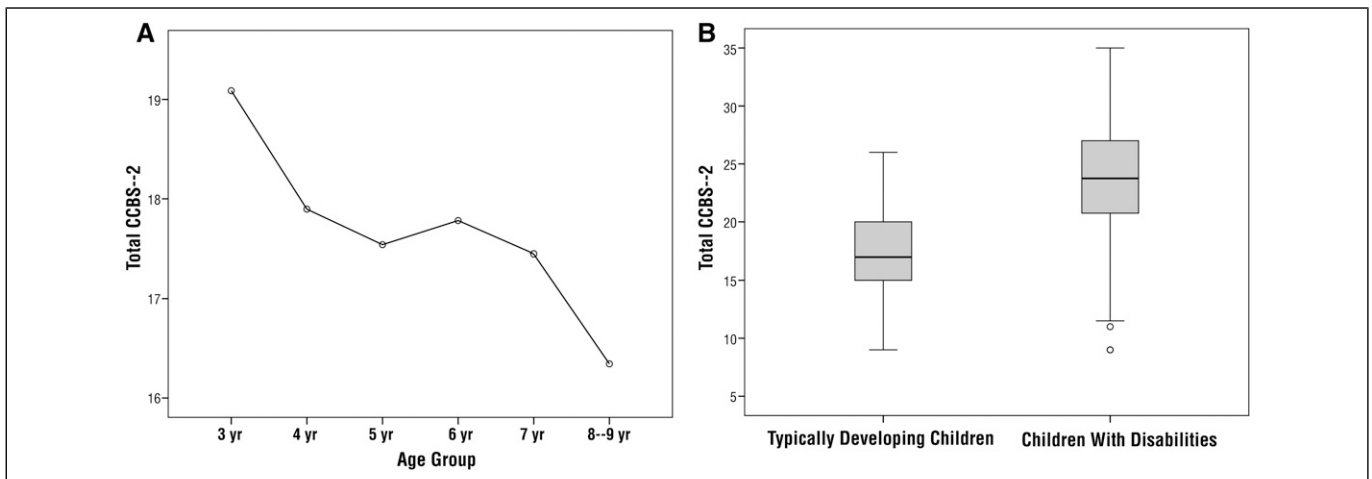 A
Total CCBS--2
19
18
17
16
3 yr
4 yr
5 yr
6 yr
7 yr
8--9 yr
Age Group
B
Total CCBS--2
35
30
25
20
15
10
5
Typically Developing Children
Children With Disabilities